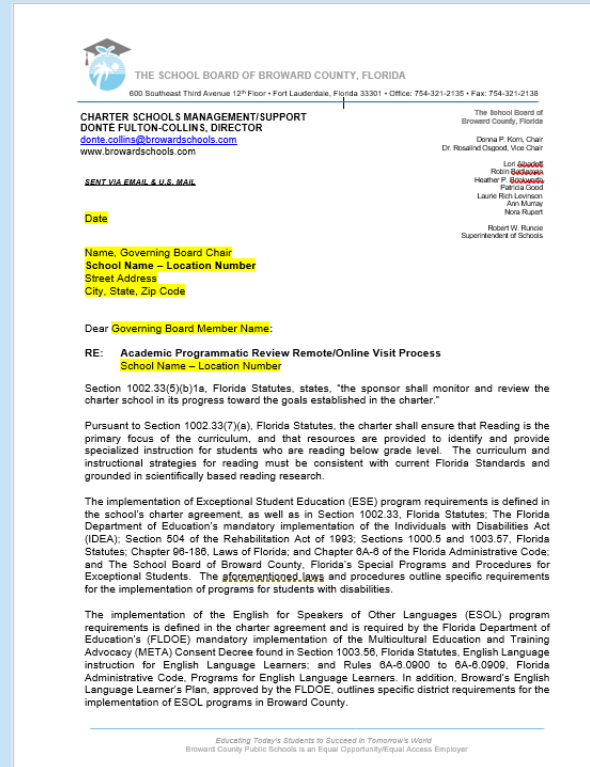 THE SCHOOL BOARD OF BROWARD COUNTY, FLORIDA
600 Southeast Third Avenue 12th Floor • Fort Lauderdale, Florida 33301 • Office: 754-321-2135 • Fax: 754-321-2138
CHARTER SCHOOLS MANAGEMENT/SUPPORT
DONTE FULTON-COLLINS, DIRECTOR
donte.collins@browardschools.com
www.browardschools.com
SENT VIA EMAIL & U.S. MAIL
The School Board of
Broward County, Florida
Donna P. Korn, Chair
Dr. Rosalind Osgood, Vice Chair
Lori
Robin
Heather P.
Patricia Good
Laurie Rich Levinson
Ann Murray
Nora Rupert
Robert W. Runcie
Superintendent of Schools
Date
Name, Governing Board Chair
School Name – Location Number
Street Address
City, State, Zip Code
Dear Governing Board Member Name:
RE: Academic Programmatic Review Remote/Online Visit Process
School Name – Location Number
Section 1002.33(5)(b)1a, Florida Statutes, states, “the sponsor shall monitor and review the
charter school in its progress toward the goals established in the charter.”
Pursuant to Section 1002.33(7)(a), Florida Statutes, the charter shall ensure that Reading is the
primary focus of the curriculum, and that resources are provided to identify and provide
specialized instruction for students who are reading below grade level. The curriculum and
instructional strategies for reading must be consistent with current Florida Standards and
grounded in scientifically based reading research.
The implementation of Exceptional Student Education (ESE) program requirements is defined in
the school’s charter agreement, as well as in Section 1002.33, Florida Statutes; The Florida
Department of Education’s mandatory implementation of the Individuals with Disabilities Act
(IDEA); Section 504 of the Rehabilitation Act of 1993; Sections 1000.5 and 1003.57, Florida
Statutes; Chapter 96-186, Laws of Florida; and Chapter 6A-6 of the Florida Administrative Code;
and The School Board of Broward County, Florida’s Special Programs and Procedures for
Exceptional Students. The aforementioned laws and procedures outline specific requirements
for the implementation of programs for students with disabilities.
The implementation of the English for Speakers of Other Languages (ESOL) program
requirements is defined in the charter agreement and is required by the Florida Department of
Education’s (FLDOE) mandatory implementation of the Multicultural Education and Training
Advocacy (META) Consent Decree found in Section 1003.56, Florida Statutes, English Language
instruction for English Language Learners; and Rules 6A-6.0900 to 6A-6.0909, Florida
Administrative Code, Programs for English Language Learners. In addition, Broward’s English
Language Learner’s Plan, approved by the FLDOE, outlines specific district requirements for the
implementation of ESOL programs in Broward County.
Educating Today’s Students to Succeed in Tomorrow’s World
Broward County Public Schools is an Equal Opportunity/Equal Access Employer